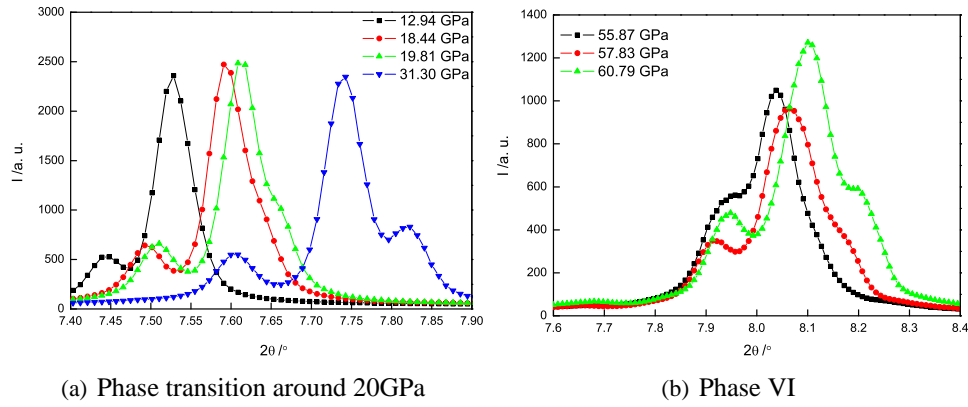 12.94 GPa
18.44 GPa
19.81 GPa
31.30 GPa
I /a. u.
2500
2000
1500
1000
500
0
7.40 7.45 7.50 7.55 7.60 7.65 7.70 7.75 7.80 7.85 7.90
2θ /°
(a) Phase transition around 20GPa
55.87 GPa
57.83 GPa
60.79 GPa
I /a. u.
1400
1200
1000
800
600
400
200
0
7.6 7.7 7.8 7.9 8.0 8.1 8.2 8.3 8.4
2θ /°
(b) Phase VI